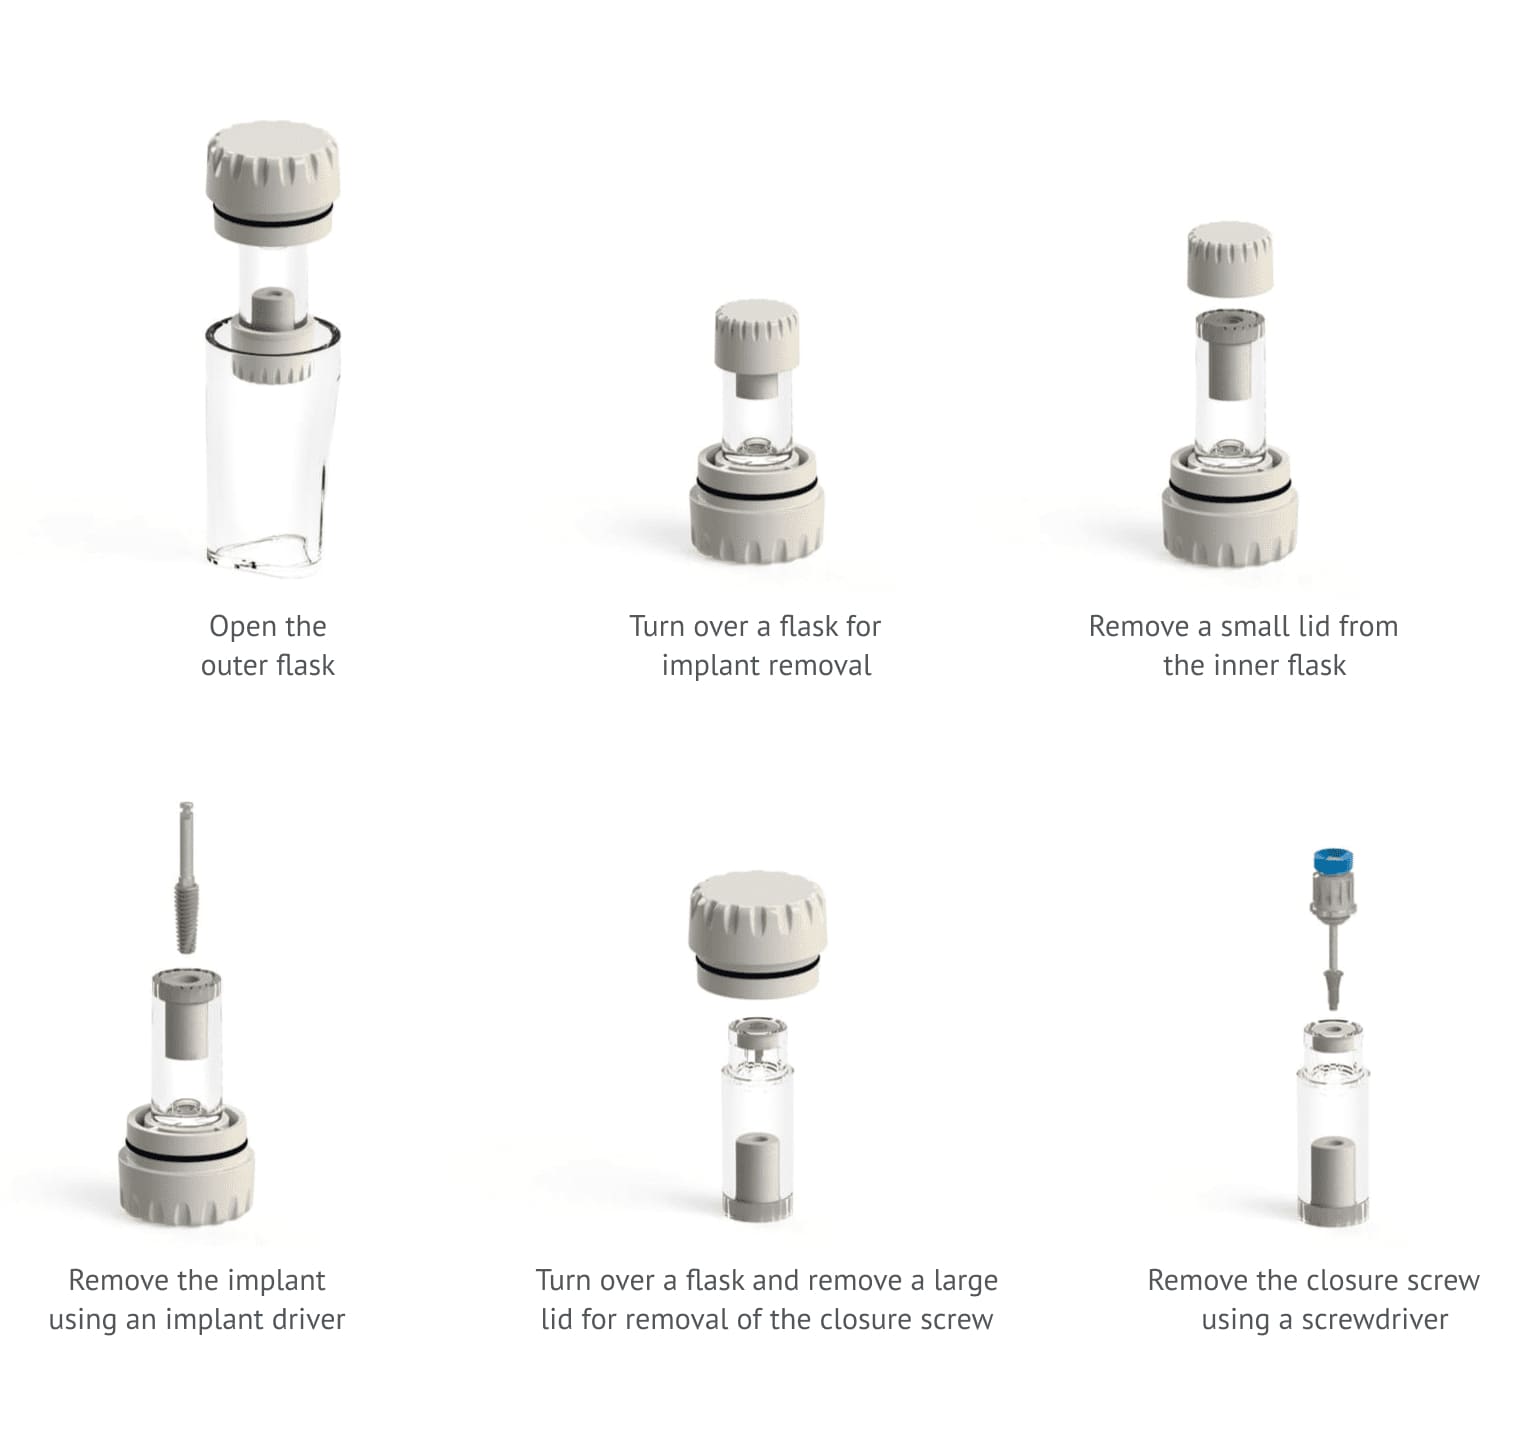 Open the
outer flask
Turn over a flask for
implant removal
Remove a small lid from
the inner flask
Remove the implant
using an implant driver
Turn over a flask and remove a large
lid for removal of the closure screw
Remove the closure screw
using a screwdriver